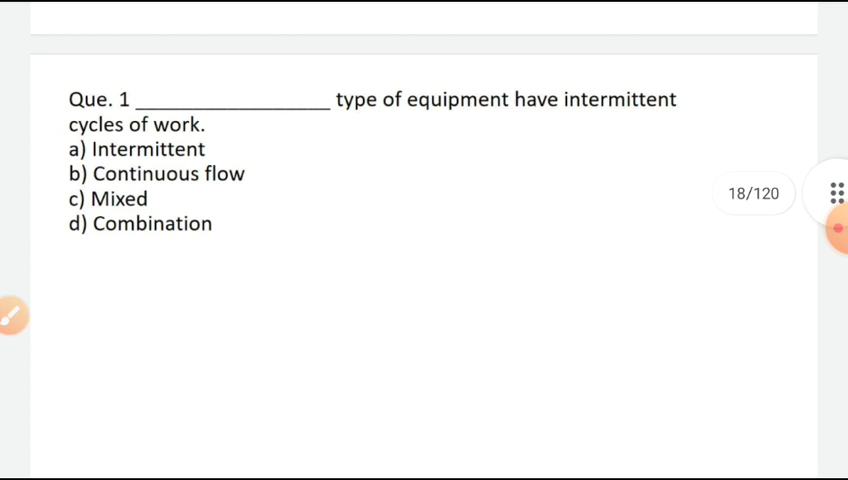 Que. 1 __________________ type of equipment have intermittent
cycles of work.
a) Intermittent
b) Continuous flow
c) Mixed
d) Combination
18/120